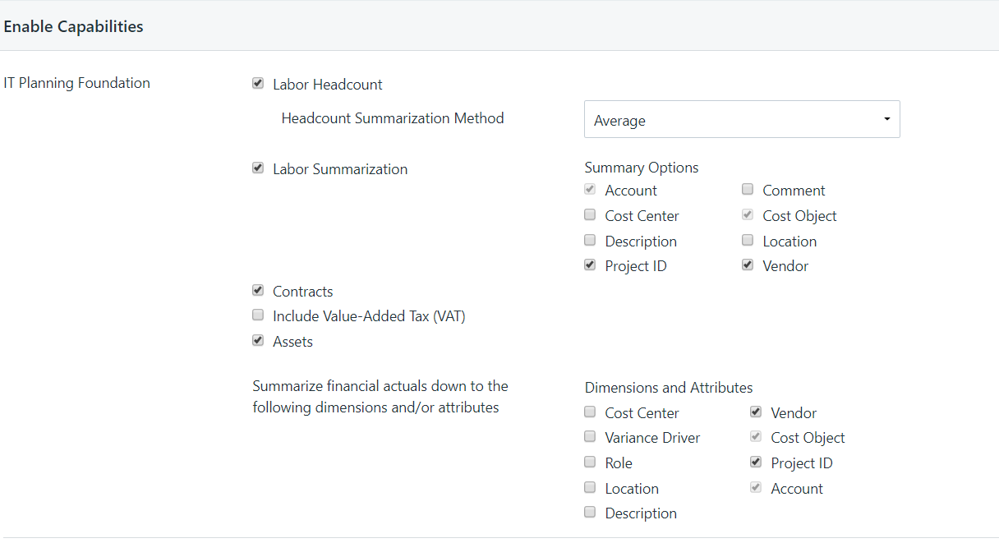 Enable Capabilities
IT Planning Foundation
Labor Headcount
Headcount Summarization Method
Average
Labor Summarization
Summary Options
Account
Comment
Cost Center
Cost Object
Description
Location
Project ID
Vendor
Contracts
Include Value-Added Tax (VAT)
Assets
Summarize financial actuals down to the
following dimensions and/or attributes
Dimensions and Attributes
Cost Center
Vendor
Variance Driver
Cost Object
Role
Project ID
Location
Account
Description